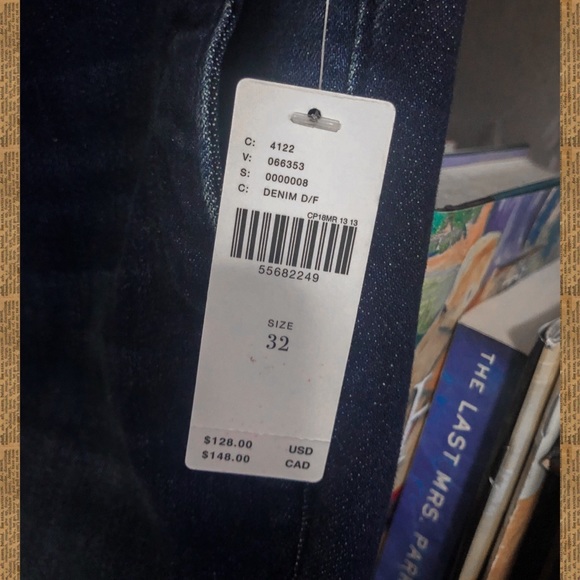 C: 4122
V: 066353
S: 0000008
C: DENIM D/F
CP18MR 13 13
55682249
SIZE
32
$128.00 USD
$148.00 CAD
THE LAST MRS. PAR